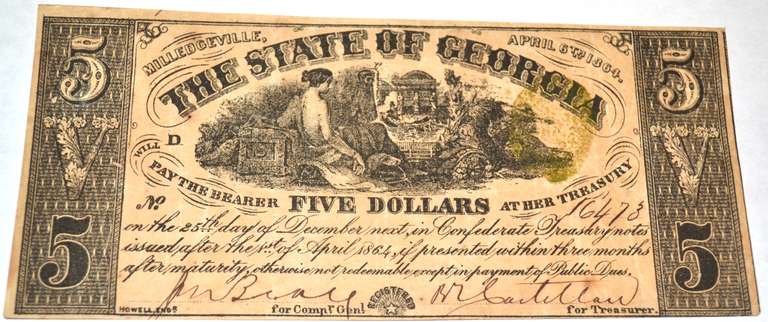 MILLEDGEVILLE, APRIL 6TH 1864.
THE STATE OF GEORGIA
5 5
D
WILL PAY THE BEARER FIVE DOLLARS AT HER TREASURY
No 16473
on the 25th day of December next, in Confederate Treasury notes
issued after the 1st of April 1864, if presented within three months
after maturity, otherwise not redeemable except in payment of Public Dues.
5 5
for Compt Genl REGISTERED for Treasurer.
HOWELL, ENGR